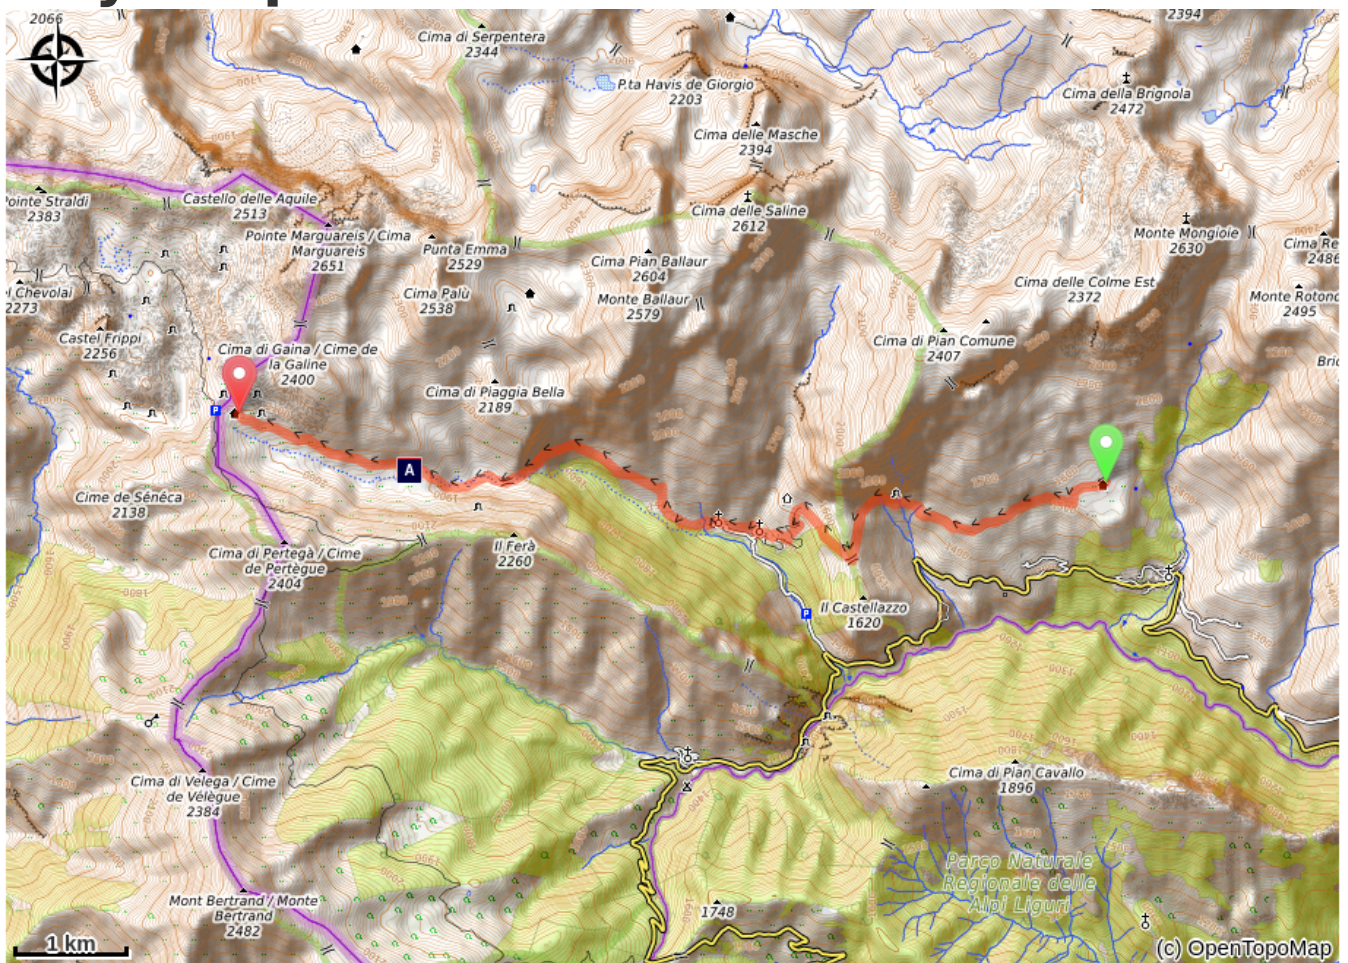 2066
Cima di Serpentera
2344
2394
P.ta Havis de Giorgio
2203
Cima della Brignola
2472
Cima delle Masche
2394
Pointe Straldi
2383
Castello delle Aquile
2513
Cima delle Saline
2612
Pointe Marguareis / Cima
Marguareis
2651
Punta Emma
2529
Monte Mongioie
2630
Cima Re
2486
Cima Pian Ballaur
2604
Cima Palù
2538
Monte Ballaur
2579
Cima delle Colme Est
2372
Monte Rotond
2495
el Chevolai
2273
Castel Frippi
2256
Cima di Gaina / Cime de
la Galine
2400
Cima di Pian Comune
2407
Bric
Cima di Piaggia Bella
2189
P
A
Cime de Sénéca
2138
Cima di Pertegà / Cime
de Pertègue
2404
Il Ferà
2260
Il Castellazzo
1620
P
Cima di Velega / Cime
de Vélègue
2384
Cima di Pian Cavallo
1896
Parco Naturale
Regionale delle
Alpi Liguri
Mont Bertrand / Monte
Bertrand
2482
1748
1 km
(c) OpenTopoMap